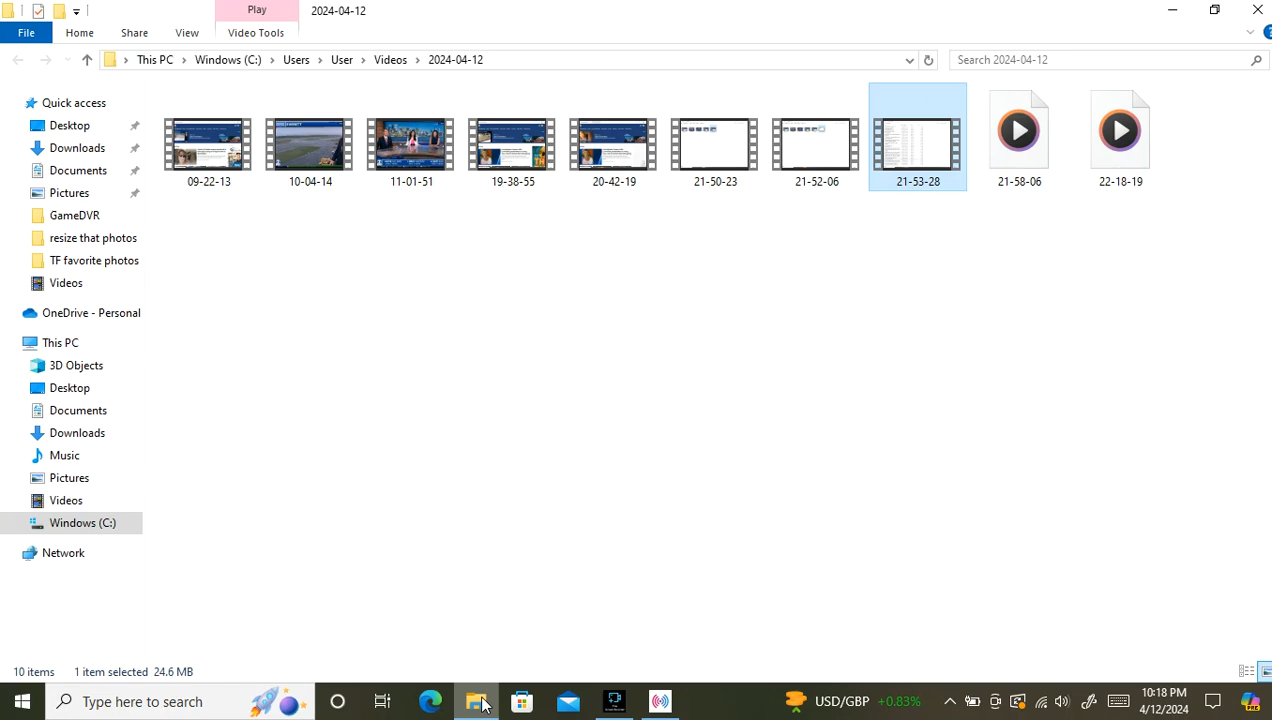 Play
2024-04-12
File
Home
Share
View
Video Tools
This PC
Windows (C:)
Users
User
Videos
2024-04-12
Search 2024-04-12
Quick access
Desktop
Downloads
Documents
Pictures
GameDVR
resize that photos
TF favorite photos
Videos
OneDrive - Personal
This PC
3D Objects
Desktop
Documents
Downloads
Music
Pictures
Videos
Windows (C:)
Network
09-22-13
10-04-14
11-01-51
19-38-55
20-42-19
21-50-23
21-52-06
21-53-28
21-58-06
22-18-19
10 items
1 item selected 24.6 MB
Type here to search
USD/GBP +0.83%
10:18 PM
4/12/2024